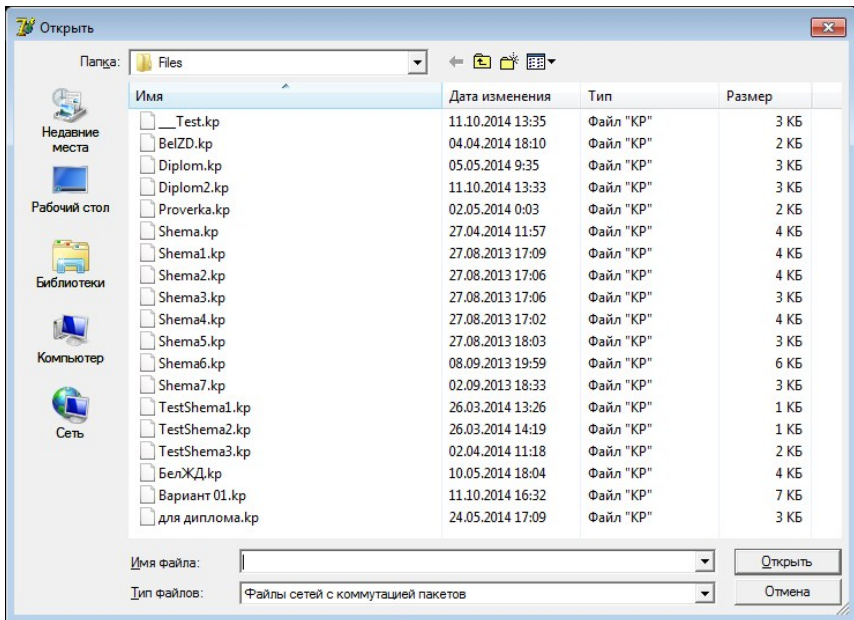 Открыть
Папка: Files
Имя Дата изменения Тип Размер
__Test.kp 11.10.2014 13:35 Файл "KP" 3 КБ
BelZD.kp 04.04.2014 18:10 Файл "KP" 2 КБ
Diplom.kp 05.05.2014 9:35 Файл "KP" 3 КБ
Diplom2.kp 11.10.2014 13:33 Файл "KP" 3 КБ
Proverka.kp 02.05.2014 0:03 Файл "KP" 2 КБ
Shema.kp 27.04.2014 11:57 Файл "KP" 4 КБ
Shema1.kp 27.08.2013 17:09 Файл "KP" 4 КБ
Shema2.kp 27.08.2013 17:06 Файл "KP" 4 КБ
Shema3.kp 27.08.2013 17:06 Файл "KP" 3 КБ
Shema4.kp 27.08.2013 17:02 Файл "KP" 4 КБ
Shema5.kp 27.08.2013 18:03 Файл "KP" 3 КБ
Shema6.kp 08.09.2013 19:59 Файл "KP" 6 КБ
Shema7.kp 02.09.2013 18:33 Файл "KP" 3 КБ
TestShema1.kp 26.03.2014 13:26 Файл "KP" 1 КБ
TestShema2.kp 26.03.2014 14:19 Файл "KP" 1 КБ
TestShema3.kp 02.04.2014 11:18 Файл "KP" 2 КБ
БелЖД.kp 10.05.2014 18:04 Файл "KP" 4 КБ
Вариант 01.kp 11.10.2014 16:32 Файл "KP" 7 КБ
для диплома.kp 24.05.2014 17:09 Файл "KP" 3 КБ
Недавние
места
Рабочий стол
Библиотеки
Компьютер
Сеть
Имя файла: Открыть
Тип файлов: Файлы сетей с коммутацией пакетов Отмена